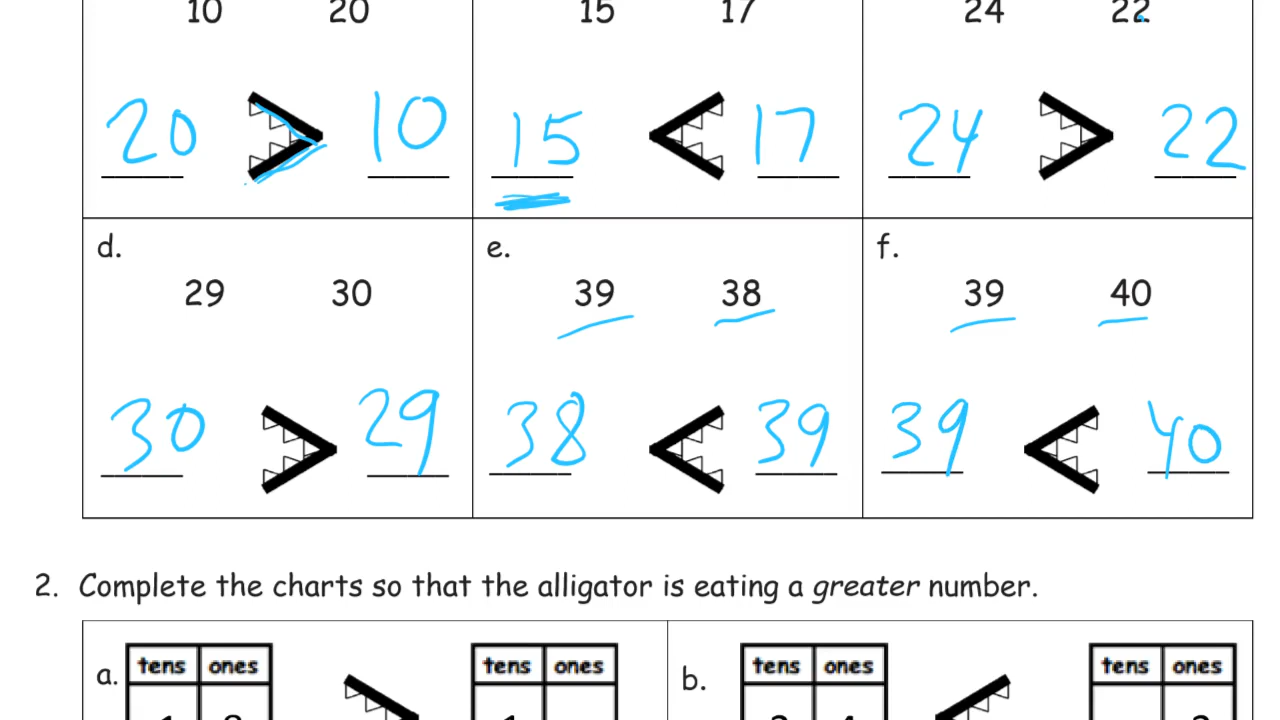 10 20 15 17 24 22
20 > 10 15 < 17 24 > 22
d. e. f.
29 30 39 38 39 40
30 > 29 38 < 39 39 < 40
2. Complete the charts so that the alligator is eating a greater number.
a. tens ones tens ones b. tens ones tens ones